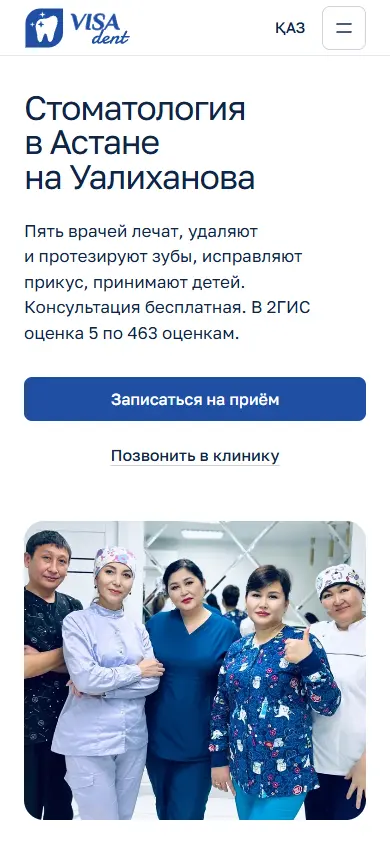 VISA
dent
ҚАЗ
Стоматология
в Астане
на Уалиханова
Пять врачей лечат, удаляют
и протезируют зубы, исправляют
прикус, принимают детей.
Консультация бесплатная. В 2ГИС
оценка 5 по 463 оценкам.
Записаться на приём
Позвонить в клинику